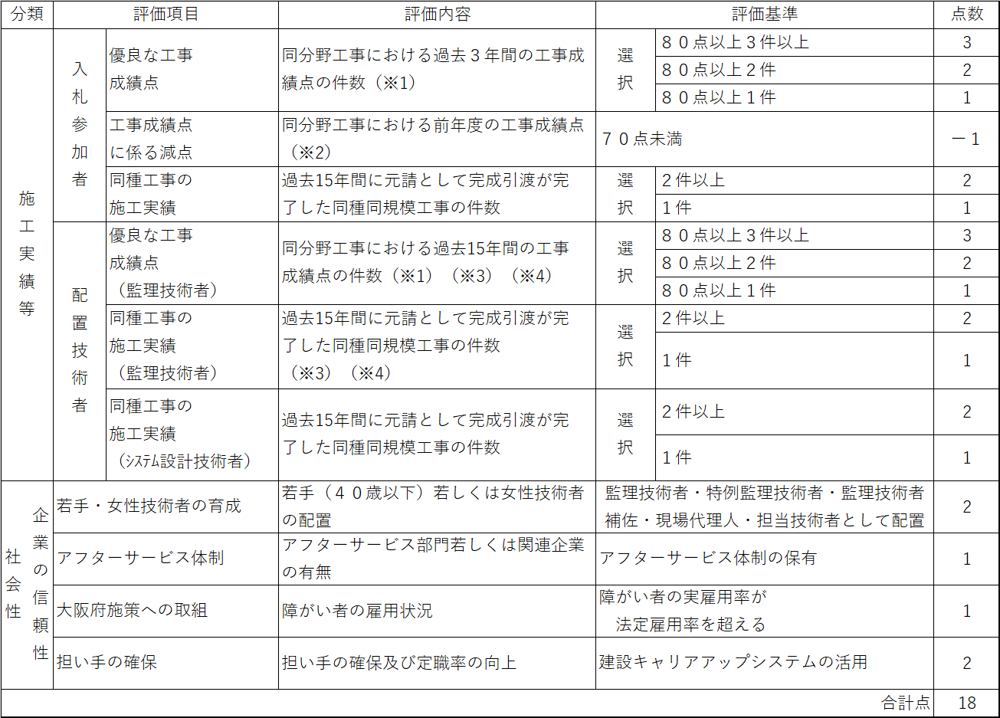 分類
評価項目
評価内容
評価基準
点数
施工実績等
入札参加者
優良な工事
成績点
同分野工事における過去３年間の工事成
績点の件数（※1）
選択
８０点以上３件以上
3
８０点以上２件
2
８０点以上１件
1
工事成績点
に係る減点
同分野工事における前年度の工事成績点
（※2）
７０点未満
－１
同種工事の
施工実績
過去15年間に元請として完成引渡が完
了した同種同規模工事の件数
選択
２件以上
2
１件
1
配置技術者
優良な工事
成績点
（監理技術者）
同分野工事における過去15年間の工事
成績点の件数（※1）（※3）（※4）
選択
８０点以上３件以上
3
８０点以上２件
2
８０点以上１件
1
同種工事の
施工実績
（監理技術者）
過去15年間に元請として完成引渡が完
了した同種同規模工事の件数
（※3）（※4）
選択
２件以上
2
１件
1
同種工事の
施工実績
（ｼｽﾃﾑ設計技術者）
過去15年間に元請として完成引渡が完
了した同種同規模工事の件数
選択
２件以上
2
１件
1
企業の信頼性
社会性
若手・女性技術者の育成
若手（４０歳以下）若しくは女性技術者
の配置
監理技術者・特例監理技術者・監理技術者
補佐・現場代理人・担当技術者として配置
2
アフターサービス体制
アフターサービス部門若しくは関連企業
の有無
アフターサービス体制の保有
1
大阪府施策への取組
障がい者の雇用状況
障がい者の実雇用率が
法定雇用率を超える
1
担い手の確保
担い手の確保及び定職率の向上
建設キャリアアップシステムの活用
2
合計点
18